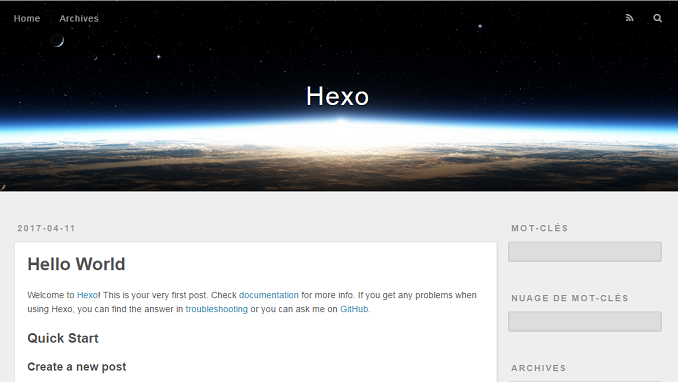 Home Archives
Hexo
2017-04-11
MOT-CLÉS
Hello World
Welcome to Hexo! This is your very first post. Check documentation for more info. If you get any problems when
using Hexo, you can find the answer in troubleshooting or you can ask me on GitHub.
NUAGE DE MOT-CLÉS
Quick Start
Create a new post
ARCHIVES